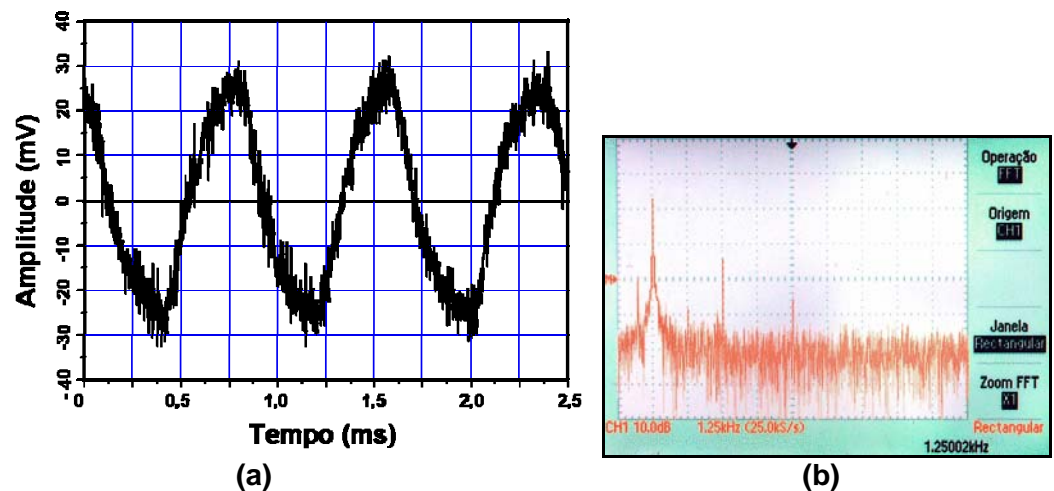 40
30
20
10
0
-10
-20
-30
-40
Amplitude (mV)
0
0,5
1,0
1,5
2,0
2,5
Tempo (ms)
(a)
Operação
FFT
Origem
CH1
Janela
Rectangular
Zoom FFT
X1
CH1 10.0dB 1.25kHz (25.0kS/s) Rectangular
1.25002kHz
(b)